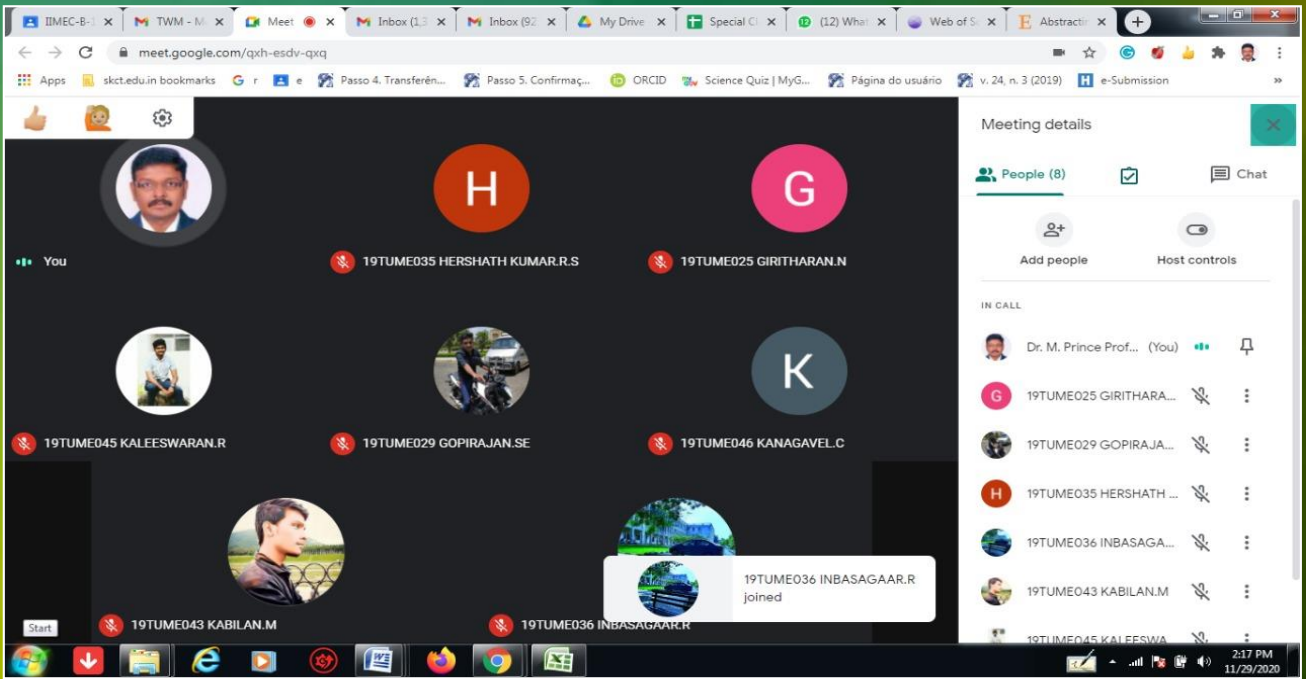 IIMEC-B-1
TWM - M
Meet
Inbox (1,3
Inbox (92
My Drive
Special Cl
(12) What
Web of S
Abstractin
meet.google.com/qxh-esdv-qxq
Apps
skct.edu.in bookmarks
G r
e
Passo 4. Transferên...
Passo 5. Confirmaç...
ORCID
Science Quiz | MyG...
Página do usuário
v. 24, n. 3 (2019)
e-Submission
»
Meeting details
People (8)
Chat
Add people
Host controls
IN CALL
Dr. M. Prince Prof... (You)
G
19TUME025 GIRITHARA...
19TUME029 GOPIRAJA...
H
19TUME035 HERSHATH ...
19TUME036 INBASAGA...
19TUME043 KABILAN.M
19TUME045 KALEESWA
H
G
You
19TUME035 HERSHATH KUMAR.R.S
19TUME025 GIRITHARAN.N
K
19TUME045 KALEESWARAN.R
19TUME029 GOPIRAJAN.SE
19TUME046 KANAGAVEL.C
19TUME036 INBASAGAAR.R
joined
19TUME043 KABILAN.M
19TUME036 INBASAGAAR.R
Start
2:17 PM
11/29/2020